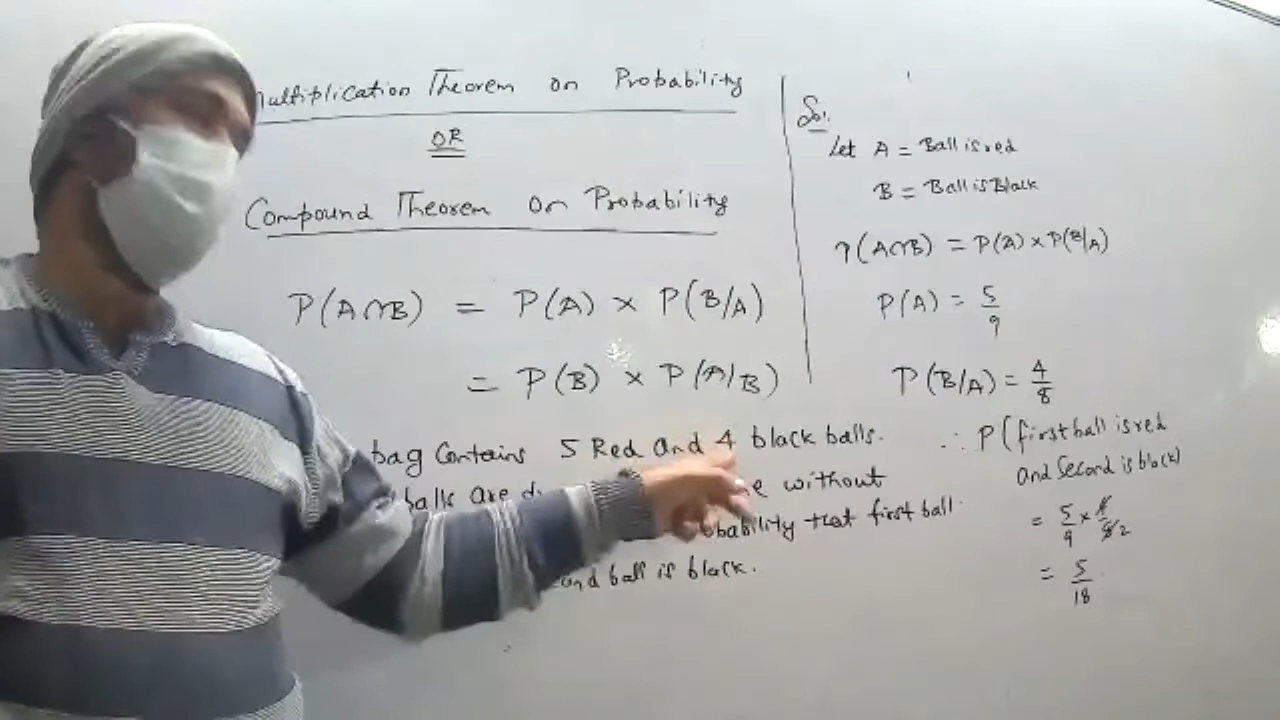 Multiplication Theorem on Probability
OR
Compound Theorem on Probability
P(A∩B) = P(A) × P(B/A)
= P(B) × P(A/B)
bag Contains 5 Red and 4 black balls.
balls are without
that first ball
ball is black.
Sol.
Let A = Ball is red
B = Ball is Black
P(A∩B) = P(A) × P(B/A)
P(A) = 5/9
P(B/A) = 4/8
∴ P(first ball is red
and Second is black)
= 5/9 × 4/8 2
= 5/18